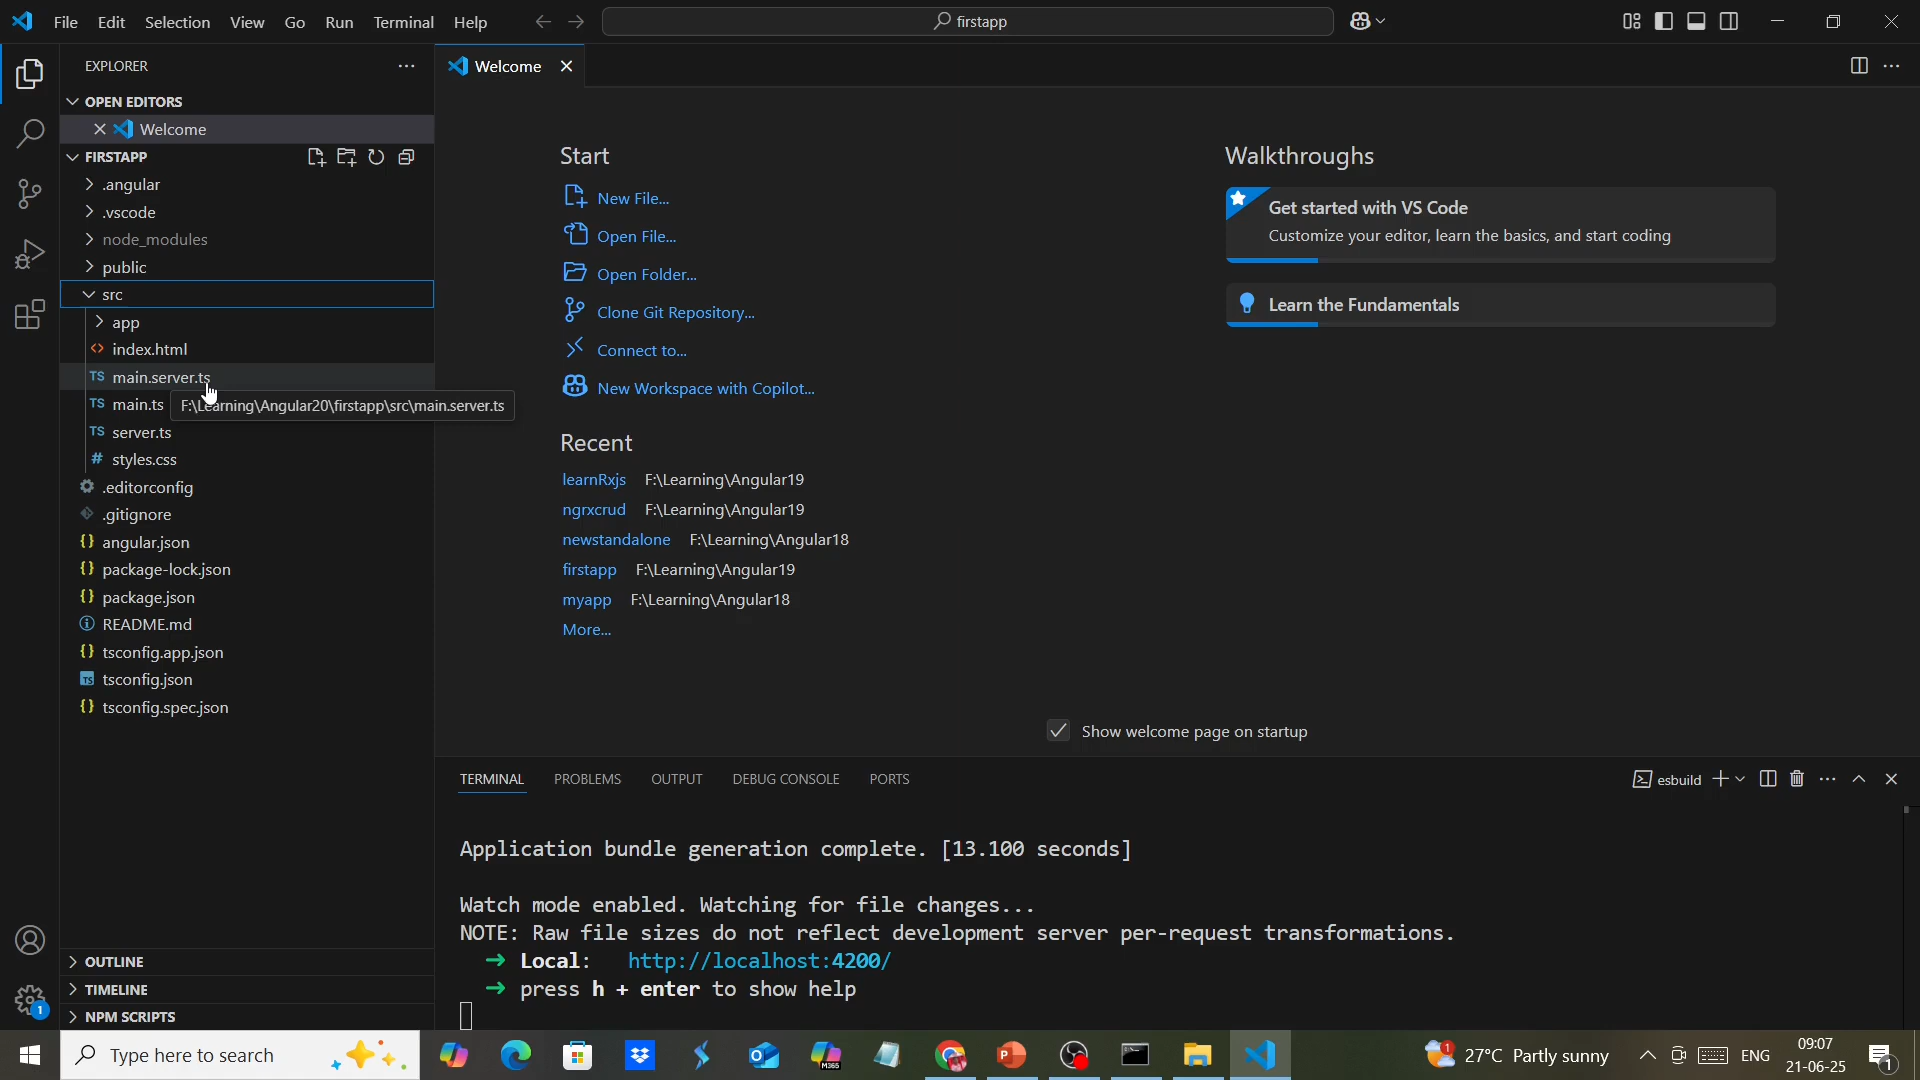 File Edit Selection View Go Run Terminal Help
firstapp
EXPLORER
Welcome
OPEN EDITORS
Welcome
FIRSTAPP
.angular
.vscode
node_modules
public
src
app
index.html
TS main.server.ts
TS main.ts
F:\Learning\Angular20\firstapp\src\main.server.ts
TS server.ts
# styles.css
.editorconfig
.gitignore
{} angular.json
{} package-lock.json
{} package.json
README.md
{} tsconfig.app.json
TS tsconfig.json
{} tsconfig.spec.json
OUTLINE
TIMELINE
NPM SCRIPTS
1
Start
New File...
Open File...
Open Folder...
Clone Git Repository...
Connect to...
New Workspace with Copilot...
Recent
learnRxjs F:\Learning\Angular19
ngrxcrud F:\Learning\Angular19
newstandalone F:\Learning\Angular18
firstapp F:\Learning\Angular19
myapp F:\Learning\Angular18
More...
Walkthroughs
Get started with VS Code
Customize your editor, learn the basics, and start coding
Learn the Fundamentals
Show welcome page on startup
TERMINAL PROBLEMS OUTPUT DEBUG CONSOLE PORTS
esbuild
Application bundle generation complete. [13.100 seconds]
Watch mode enabled. Watching for file changes...
NOTE: Raw file sizes do not reflect development server per-request transformations.
➜ Local: http://localhost:4200/
➜ press h + enter to show help
Type here to search
M365
1
27°C Partly sunny
ENG
09:07
21-06-25
1